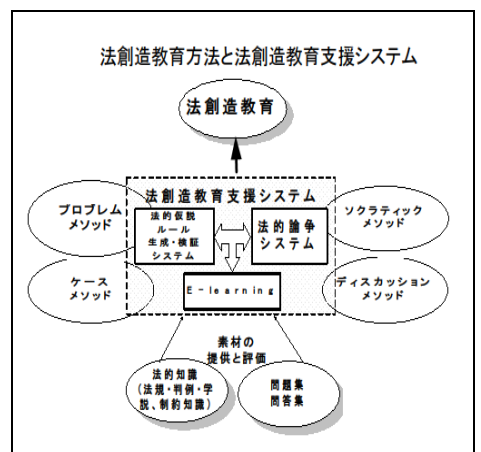 法創造教育方法と法創造教育支援システム
法創造教育
法創造教育支援システム
プロブレム
メソッド
法的仮説
ルール
生成・検証
システム
法的論争
システム
ソクラティック
メソッド
ケース
メソッド
E-learning
ディスカッション
メソッド
素材の
提供と評価
法的知識
(法規・判例・学
説、制約知識)
問題集
問答集